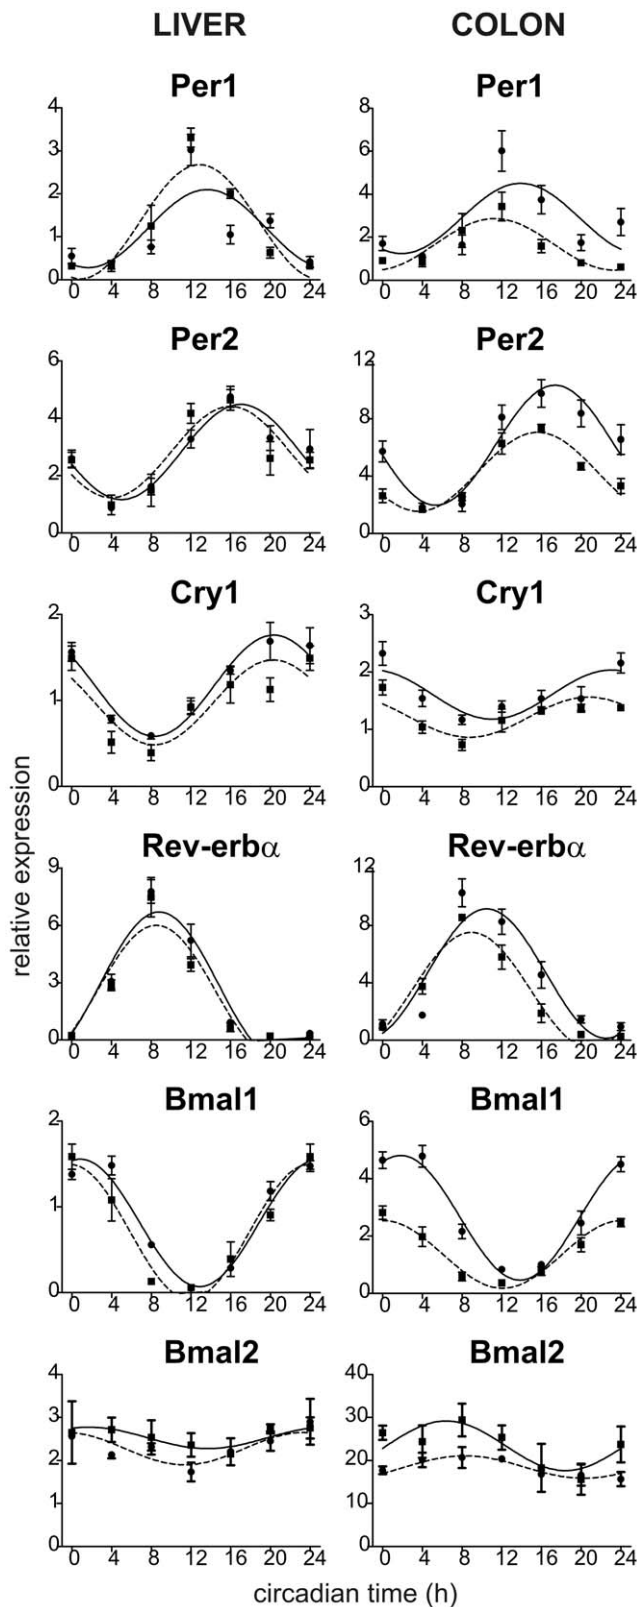 LIVER COLON
Per1 Per1
4 8
3 6
2 4
1 2
0 0
0 4 8 12 16 20 24 0 4 8 12 16 20 24
Per2 Per2
6 12
4 8
2 4
0 0
0 4 8 12 16 20 24 0 4 8 12 16 20 24
Cry1 Cry1
2 3
2
1
1
0 0
0 4 8 12 16 20 24 0 4 8 12 16 20 24
relative expression
Rev-erbα Rev-erbα
9 12
6 8
3 4
0 0
0 4 8 12 16 20 24 0 4 8 12 16 20 24
Bmal1 Bmal1
2 6
4
1
2
0 0
0 4 8 12 16 20 24 0 4 8 12 16 20 24
Bmal2 Bmal2
4 40
3 30
2 20
1 10
0 0
0 4 8 12 16 20 24 0 4 8 12 16 20 24
circadian time (h)